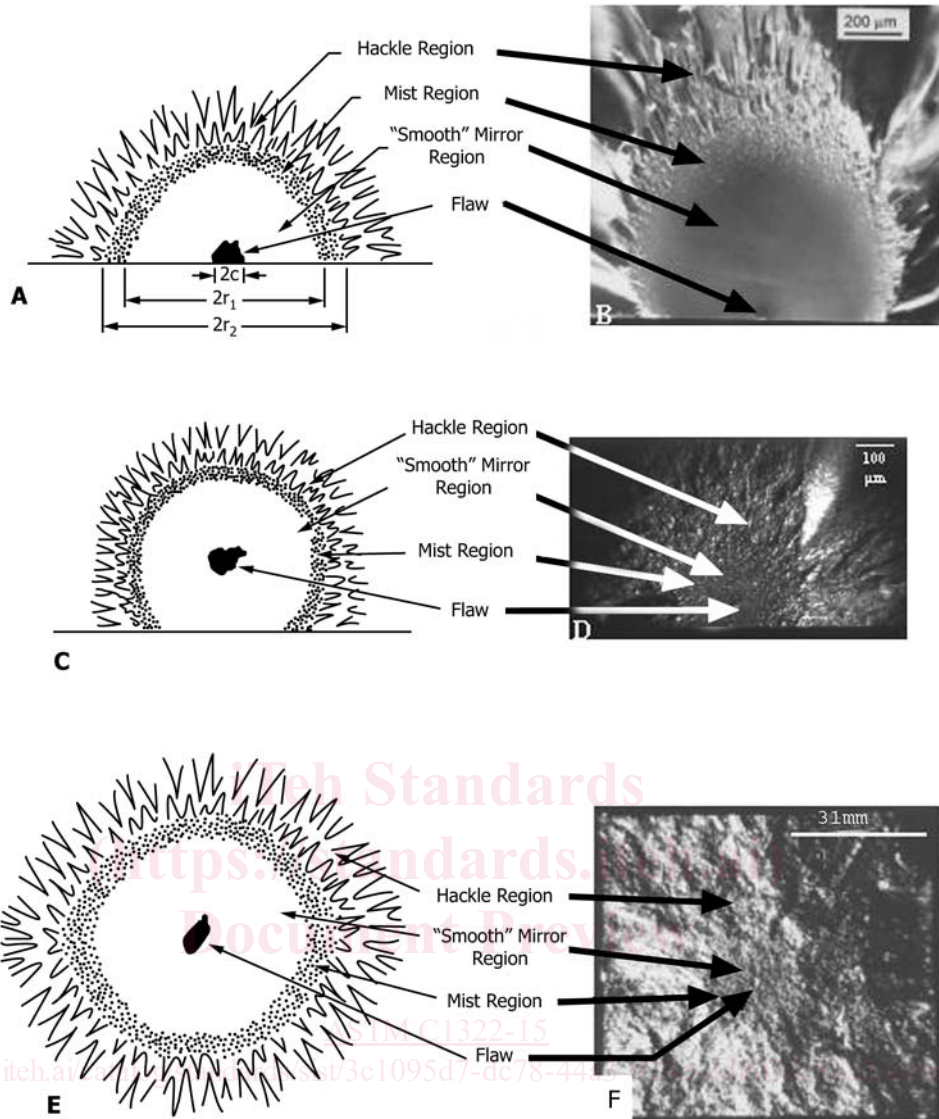 Hackle Region
Mist Region
"Smooth" Mirror
Region
Flaw
2c
2r₁
2r₂
A
200 µm
B
Hackle Region
"Smooth" Mirror
Region
Mist Region
Flaw
C
100
µm
D
iTeh Standards
(https://standards.iteh.ai)
Document Preview
Hackle Region
"Smooth" Mirror
Region
Mist Region
Flaw
ASTM C1322-15
E
31mm
F